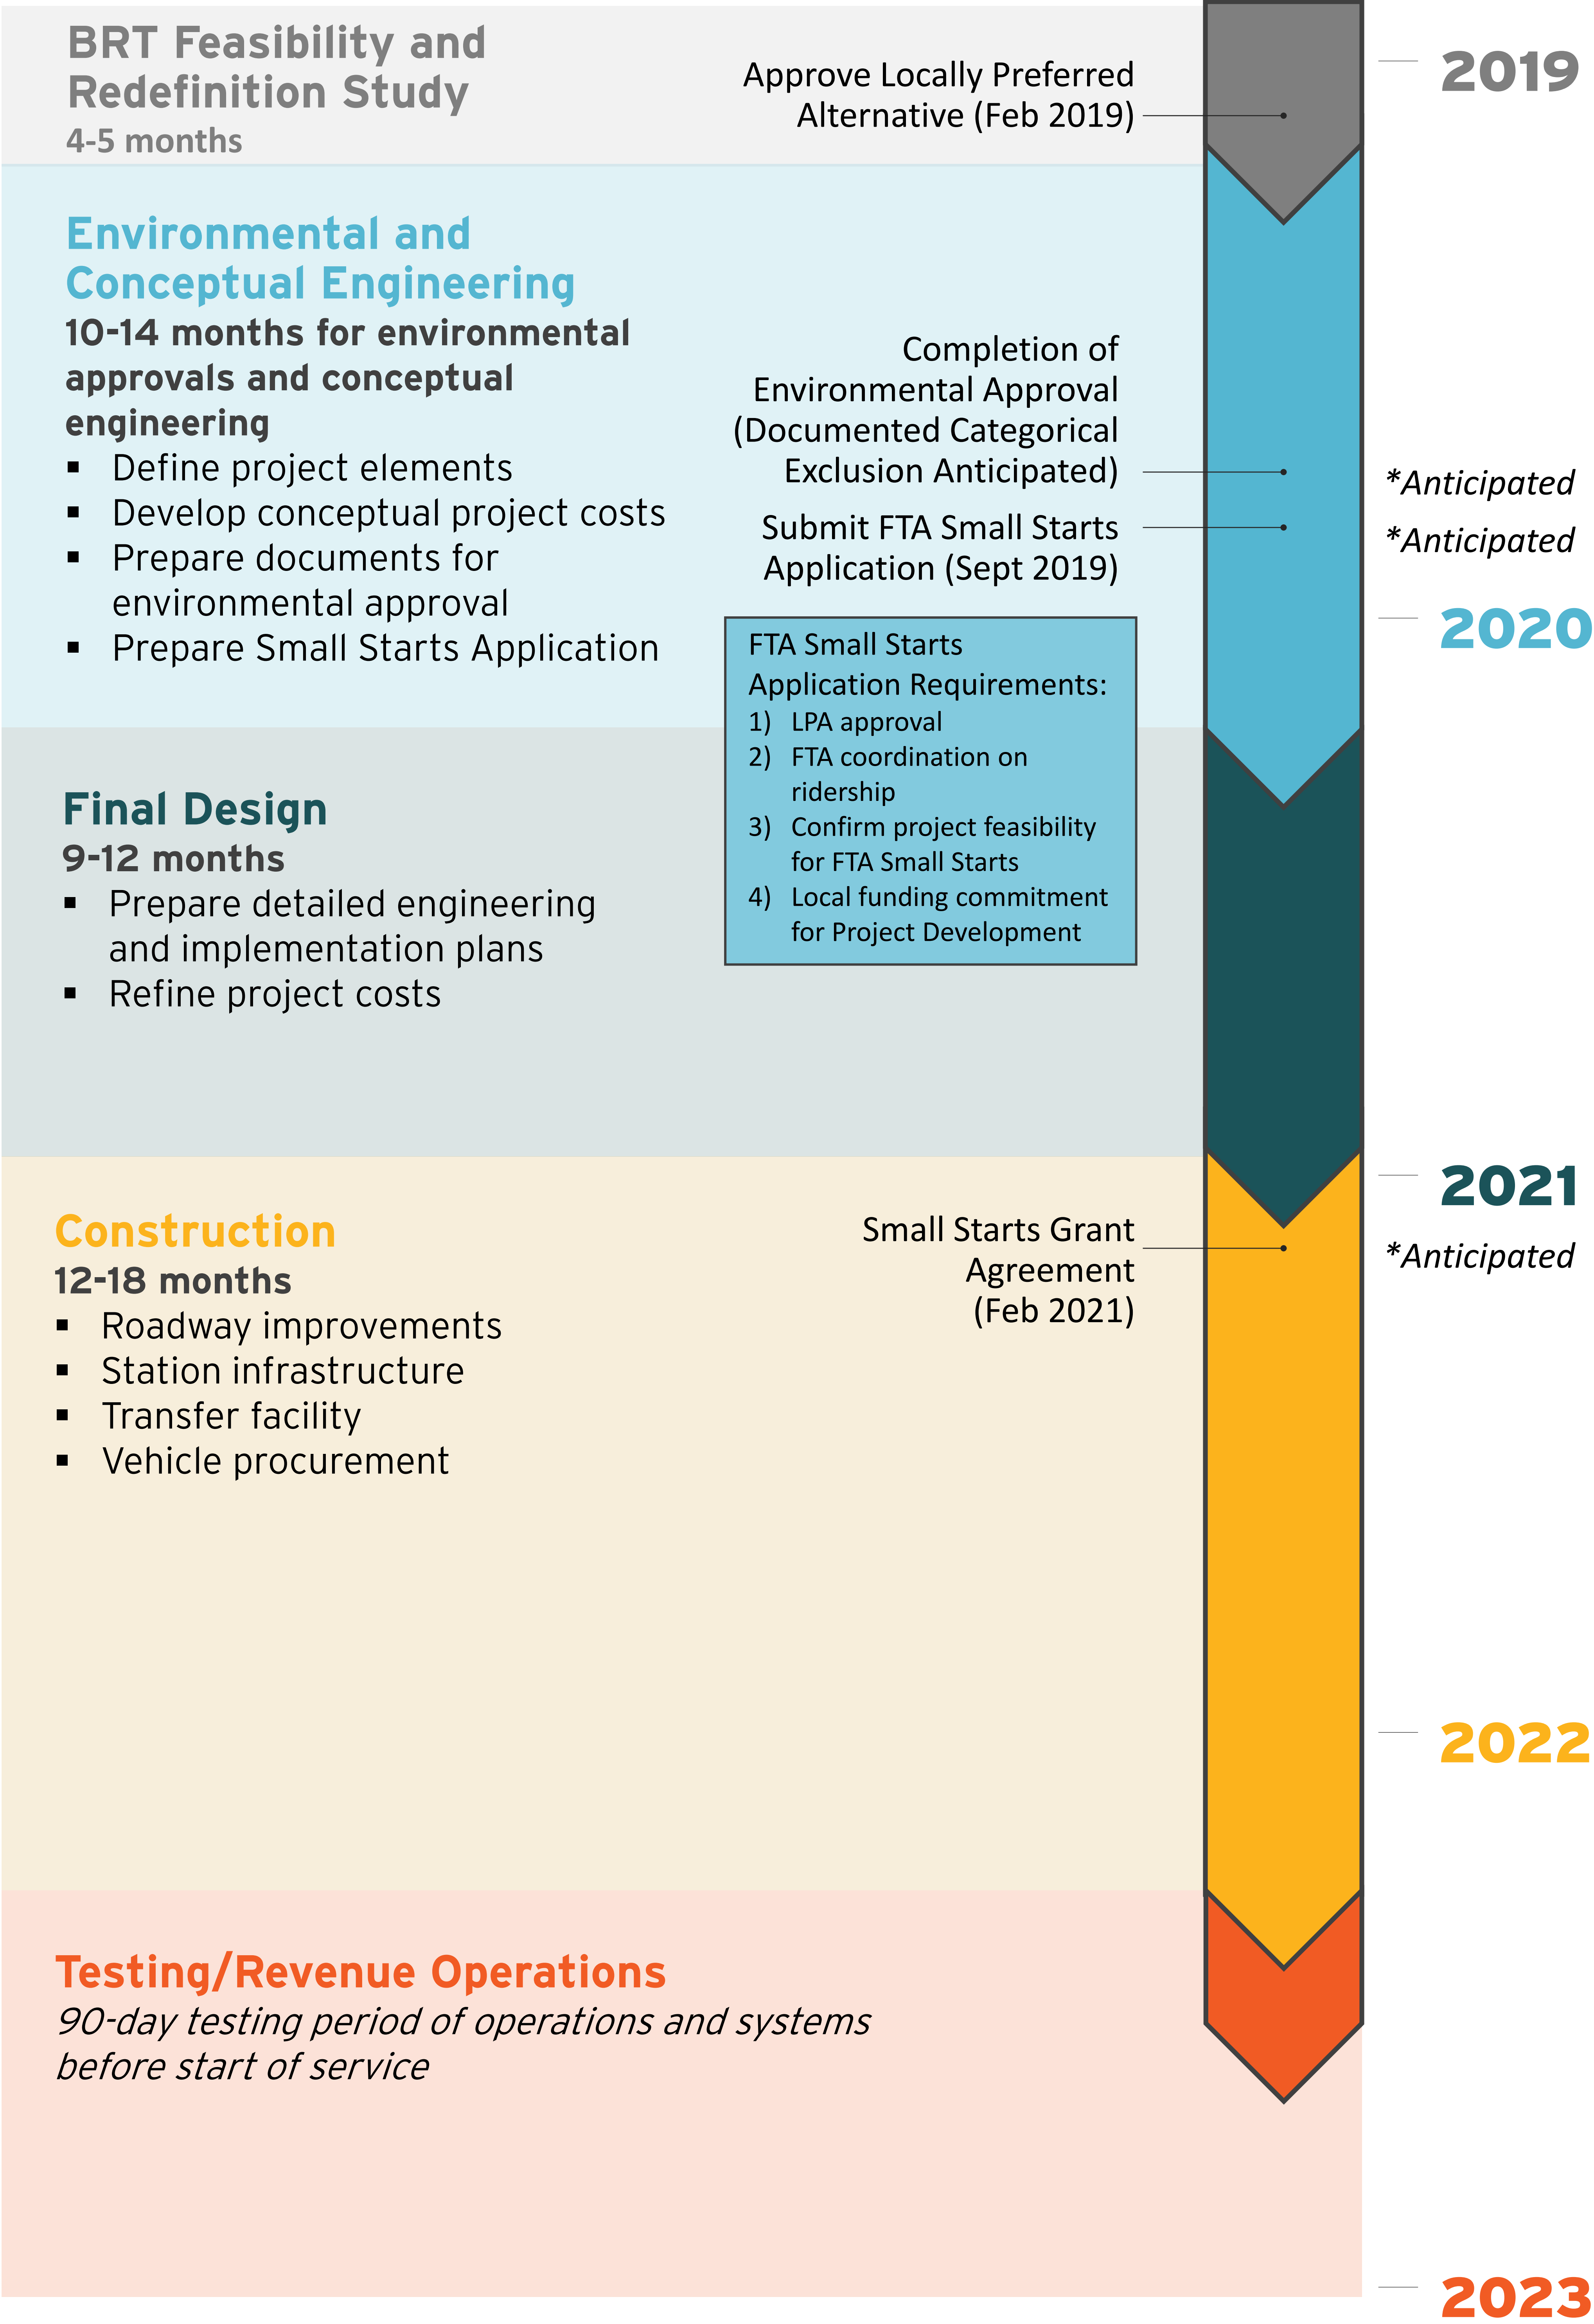 BRT Feasibility and
Redefinition Study
4-5 months
Approve Locally Preferred
Alternative (Feb 2019)
2019
Environmental and
Conceptual Engineering
10-14 months for environmental
approvals and conceptual
engineering
▪ Define project elements
▪ Develop conceptual project costs
▪ Prepare documents for
environmental approval
▪ Prepare Small Starts Application
Completion of
Environmental Approval
(Documented Categorical
Exclusion Anticipated)
*Anticipated
Submit FTA Small Starts
Application (Sept 2019)
*Anticipated
2020
FTA Small Starts
Application Requirements:
1) LPA approval
2) FTA coordination on
ridership
3) Confirm project feasibility
for FTA Small Starts
4) Local funding commitment
for Project Development
Final Design
9-12 months
▪ Prepare detailed engineering
and implementation plans
▪ Refine project costs
2021
Construction
12-18 months
▪ Roadway improvements
▪ Station infrastructure
▪ Transfer facility
▪ Vehicle procurement
Small Starts Grant
Agreement
(Feb 2021)
*Anticipated
2022
Testing/Revenue Operations
90-day testing period of operations and systems
before start of service
2023